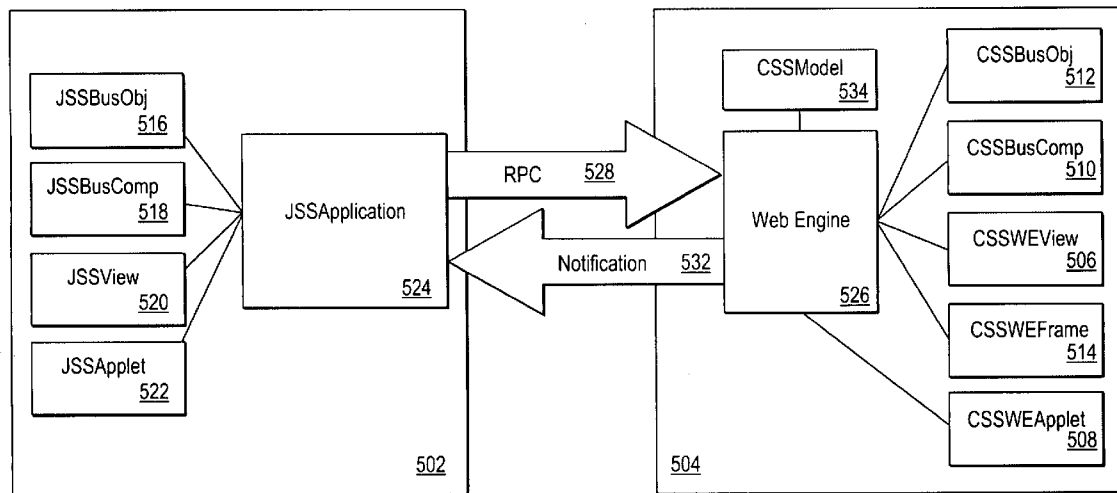 JSSBusObj
516
JSSBusComp
518
JSSView
520
JSSApplet
522
JSSApplication
524
502
RPC 528
Notification 532
CSSModel
534
Web Engine
526
CSSBusObj
512
CSSBusComp
510
CSSWEView
506
CSSWEFrame
514
CSSWEApplet
508
504